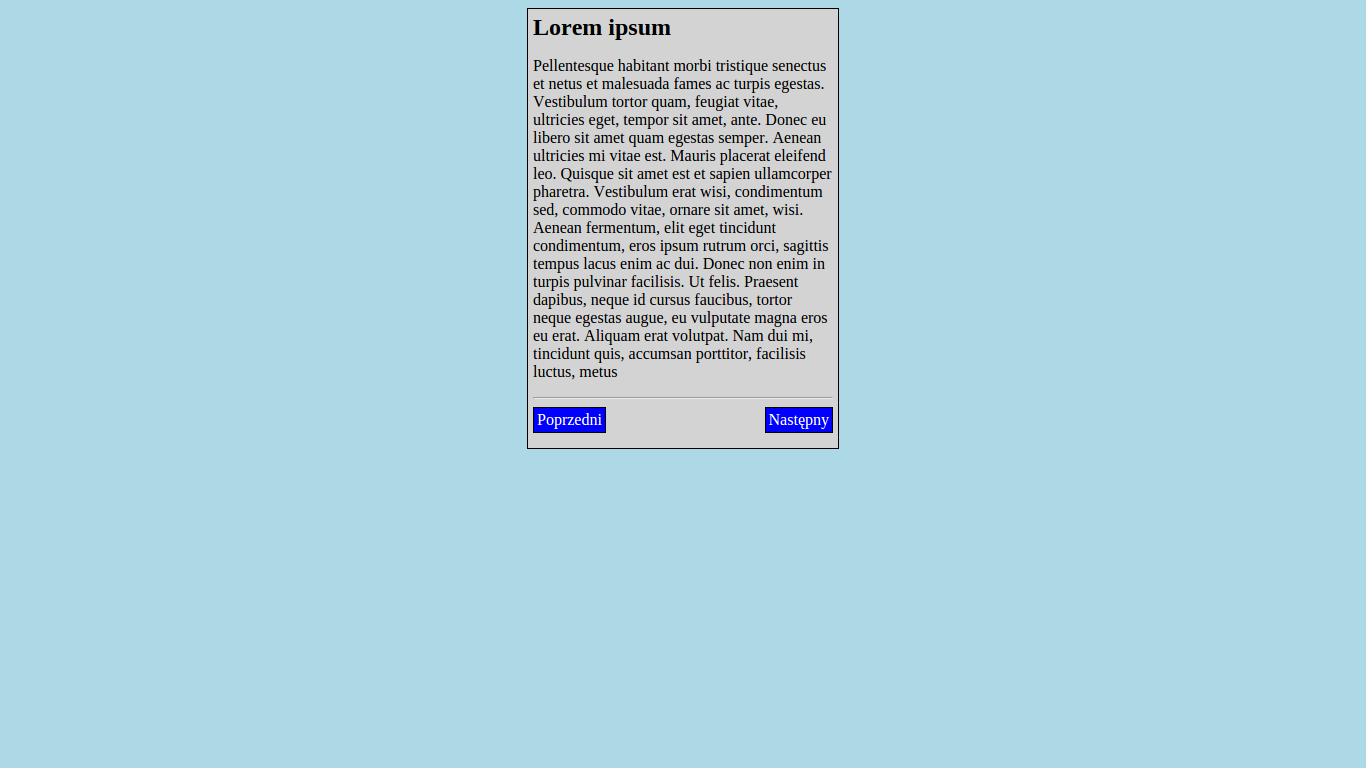 Lorem ipsum
Pellentesque habitant morbi tristique senectus
et netus et malesuada fames ac turpis egestas.
Vestibulum tortor quam, feugiat vitae,
ultricies eget, tempor sit amet, ante. Donec eu
libero sit amet quam egestas semper. Aenean
ultricies mi vitae est. Mauris placerat eleifend
leo. Quisque sit amet est et sapien ullamcorper
pharetra. Vestibulum erat wisi, condimentum
sed, commodo vitae, ornare sit amet, wisi.
Aenean fermentum, elit eget tincidunt
condimentum, eros ipsum rutrum orci, sagittis
tempus lacus enim ac dui. Donec non enim in
turpis pulvinar facilisis. Ut felis. Praesent
dapibus, neque id cursus faucibus, tortor
neque egestas augue, eu vulputate magna eros
eu erat. Aliquam erat volutpat. Nam dui mi,
tincidunt quis, accumsan porttitor, facilisis
luctus, metus
Poprzedni
Następny